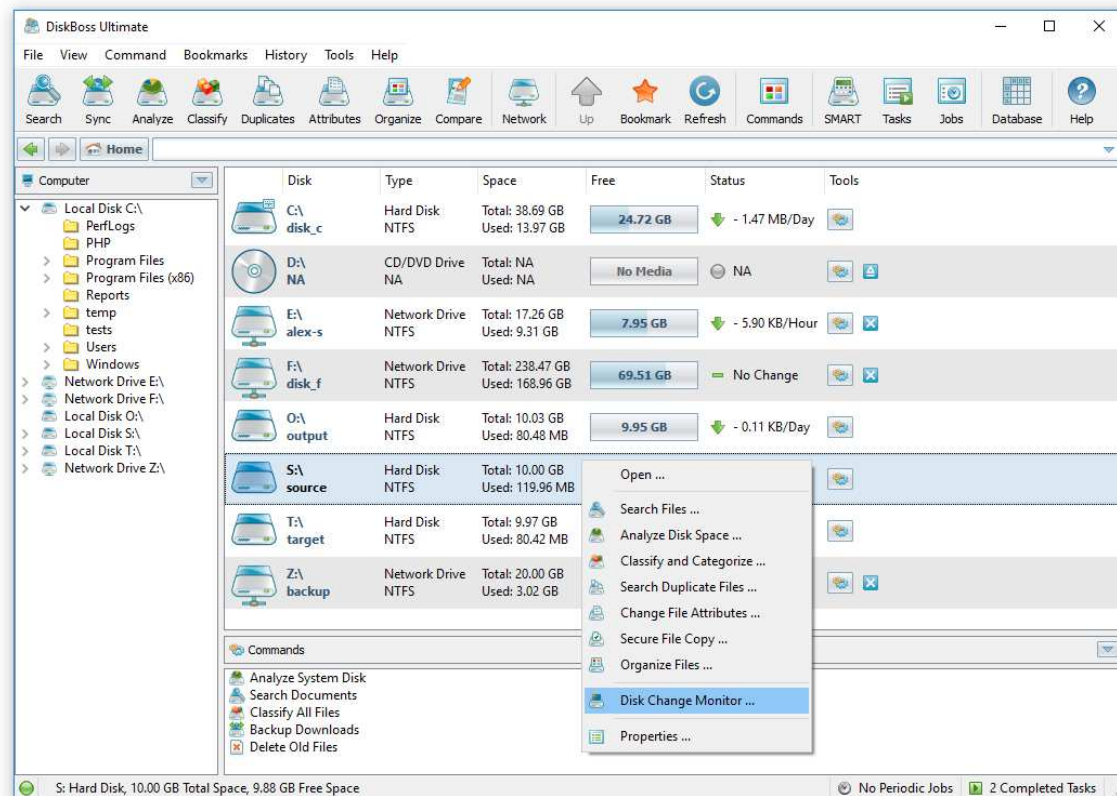 DiskBoss Ultimate
File View Command Bookmarks History Tools Help
Search Sync Analyze Classify Duplicates Attributes Organize Compare Network Up Bookmark Refresh Commands SMART Tasks Jobs Database Help
Home
Computer
Local Disk C:\
PerfLogs
PHP
Program Files
Program Files (x86)
Reports
temp
tests
Users
Windows
Network Drive E:\
Network Drive F:\
Local Disk O:\
Local Disk S:\
Local Disk T:\
Network Drive Z:\
Disk Type Space Free Status Tools
C:\ Hard Disk Total: 38.69 GB
disk_c NTFS Used: 13.97 GB
24.72 GB - 1.47 MB/Day
D:\ CD/DVD Drive Total: NA
NA NA Used: NA
No Media NA
E:\ Network Drive Total: 17.26 GB
alex-s NTFS Used: 9.31 GB
7.95 GB - 5.90 KB/Hour
F:\ Network Drive Total: 238.47 GB
disk_f NTFS Used: 168.96 GB
69.51 GB No Change
O:\ Hard Disk Total: 10.03 GB
output NTFS Used: 80.48 MB
9.95 GB - 0.11 KB/Day
S:\ Hard Disk Total: 10.00 GB
source NTFS Used: 119.96 MB
T:\ Hard Disk Total: 9.97 GB
target NTFS Used: 80.42 MB
Z:\ Network Drive Total: 20.00 GB
backup NTFS Used: 3.02 GB
Open ...
Search Files ...
Analyze Disk Space ...
Classify and Categorize ...
Search Duplicate Files ...
Change File Attributes ...
Secure File Copy ...
Organize Files ...
Disk Change Monitor ...
Properties ...
Commands
Analyze System Disk
Search Documents
Classify All Files
Backup Downloads
Delete Old Files
S: Hard Disk, 10.00 GB Total Space, 9.88 GB Free Space No Periodic Jobs 2 Completed Tasks